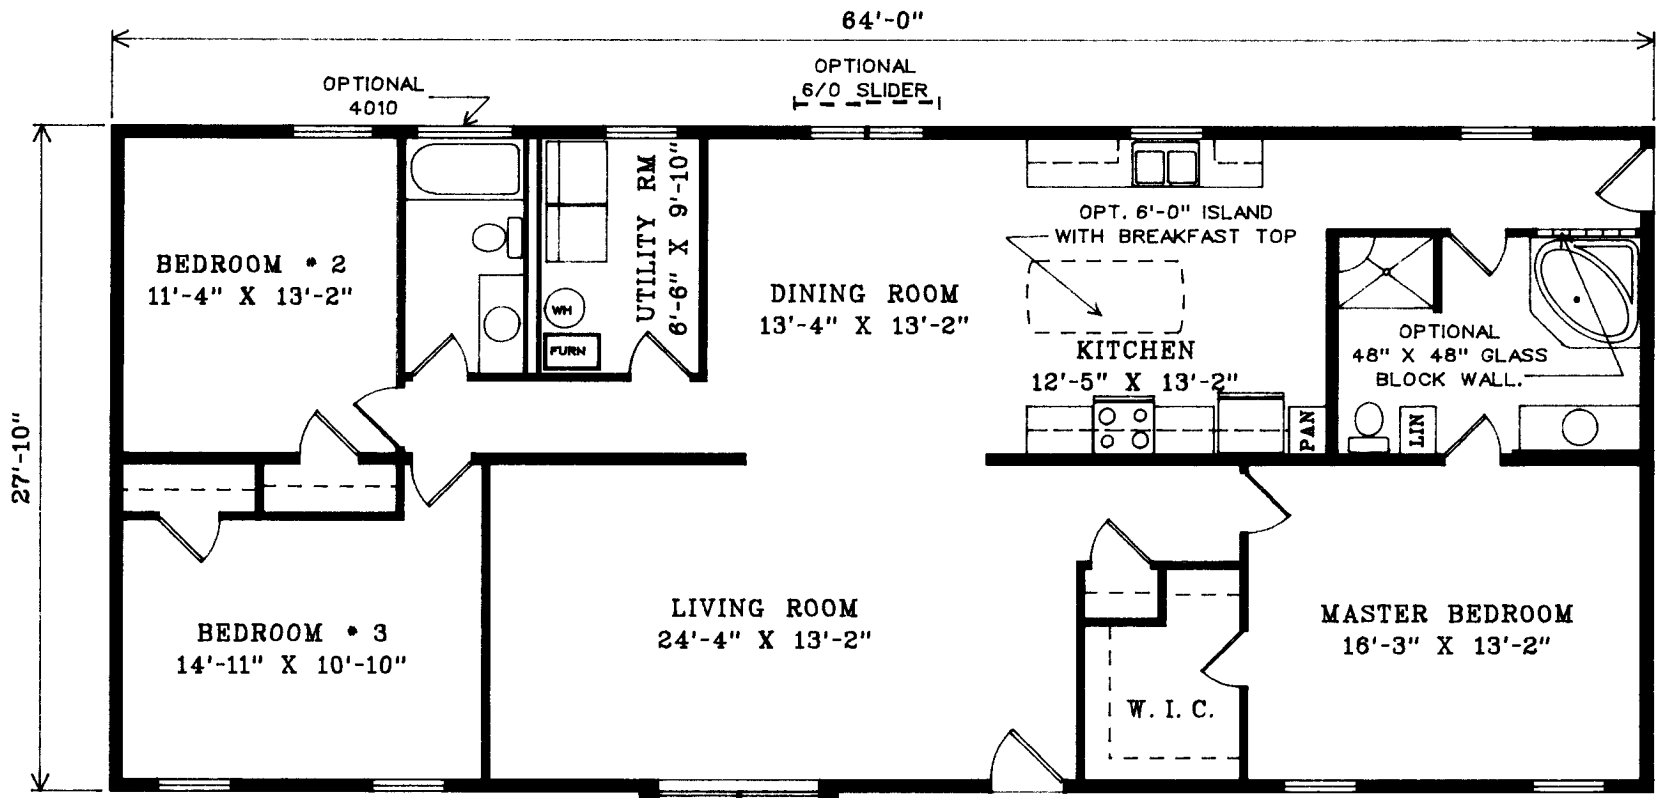 64'-0"
OPTIONAL
4010
OPTIONAL
6/0 SLIDER
27'-10"
BEDROOM # 2
11'-4" X 13'-2"
UTILITY RM
6'-6" X 9'-10"
WH
FURN
DINING ROOM
13'-4" X 13'-2"
OPT. 6'-0" ISLAND
WITH BREAKFAST TOP
KITCHEN
12'-5" X 13'-2"
PAN
OPTIONAL
48" X 48" GLASS
BLOCK WALL.
LIN
BEDROOM # 3
14'-11" X 10'-10"
LIVING ROOM
24'-4" X 13'-2"
W. I. C.
MASTER BEDROOM
16'-3" X 13'-2"